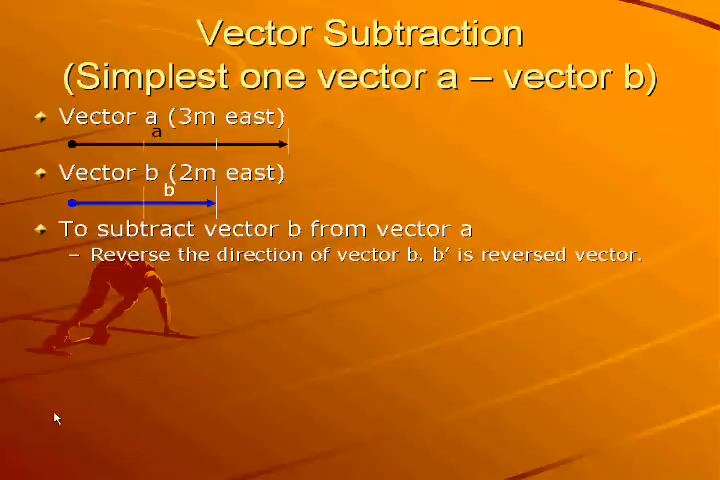 Vector Subtraction
(Simplest one vector a – vector b)
Vector a (3m east)
a
Vector b (2m east)
b
To subtract vector b from vector a
– Reverse the direction of vector b. b’ is reversed vector.